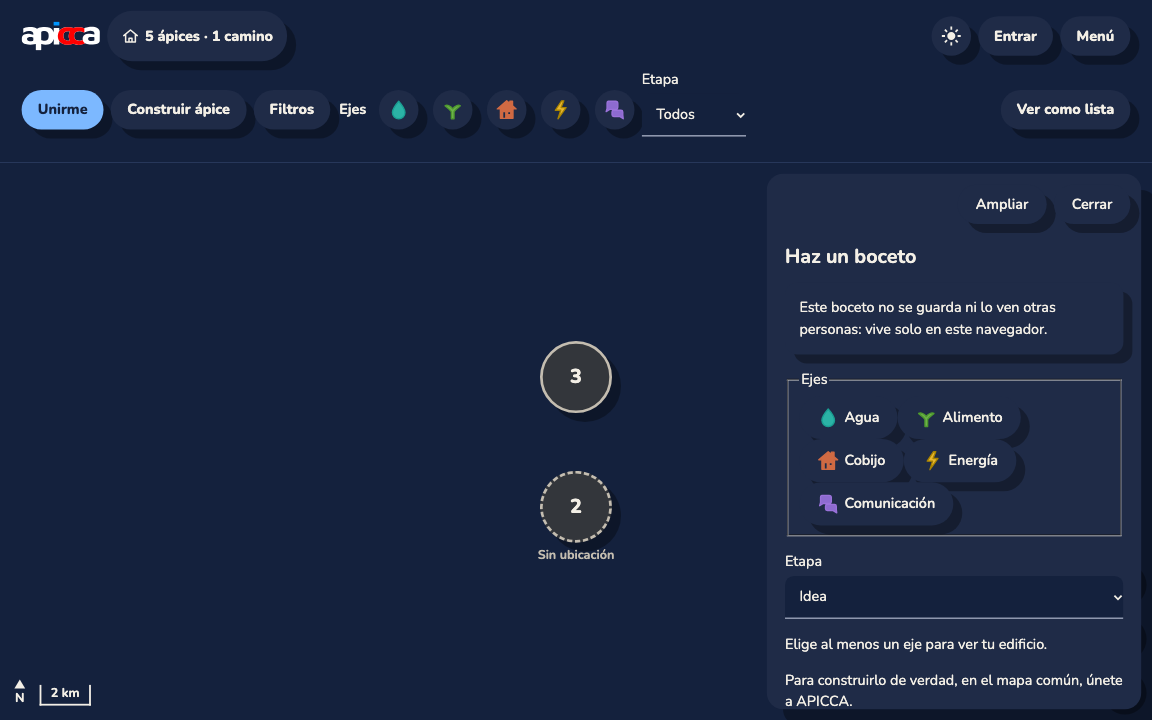 apicca
5 ápices · 1 camino
Entrar
Menú
Unirme
Construir ápice
Filtros
Ejes
Etapa
Todos
Ver como lista
Ampliar
Cerrar
Haz un boceto
Este boceto no se guarda ni lo ven otras
personas: vive solo en este navegador.
Ejes
Agua
Alimento
Cobijo
Energía
Comunicación
Etapa
Idea
Elige al menos un eje para ver tu edificio.
Para construirlo de verdad, en el mapa común, únete
a APICCA.
3
2
Sin ubicación
N
2 km